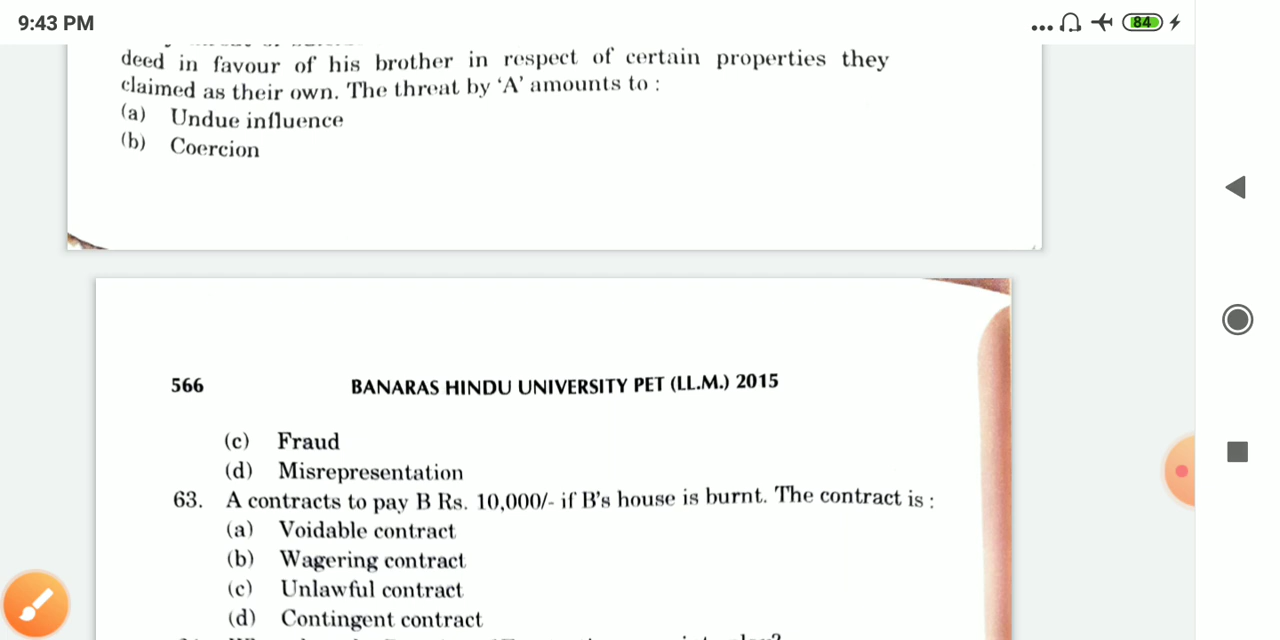 9:43 PM
84
deed in favour of his brother in respect of certain properties they
claimed as their own. The threat by ‘A’ amounts to :
(a) Undue influence
(b) Coercion
566 BANARAS HINDU UNIVERSITY PET (LL.M.) 2015
(c) Fraud
(d) Misrepresentation
63. A contracts to pay B Rs. 10,000/- if B’s house is burnt. The contract is :
(a) Voidable contract
(b) Wagering contract
(c) Unlawful contract
(d) Contingent contract